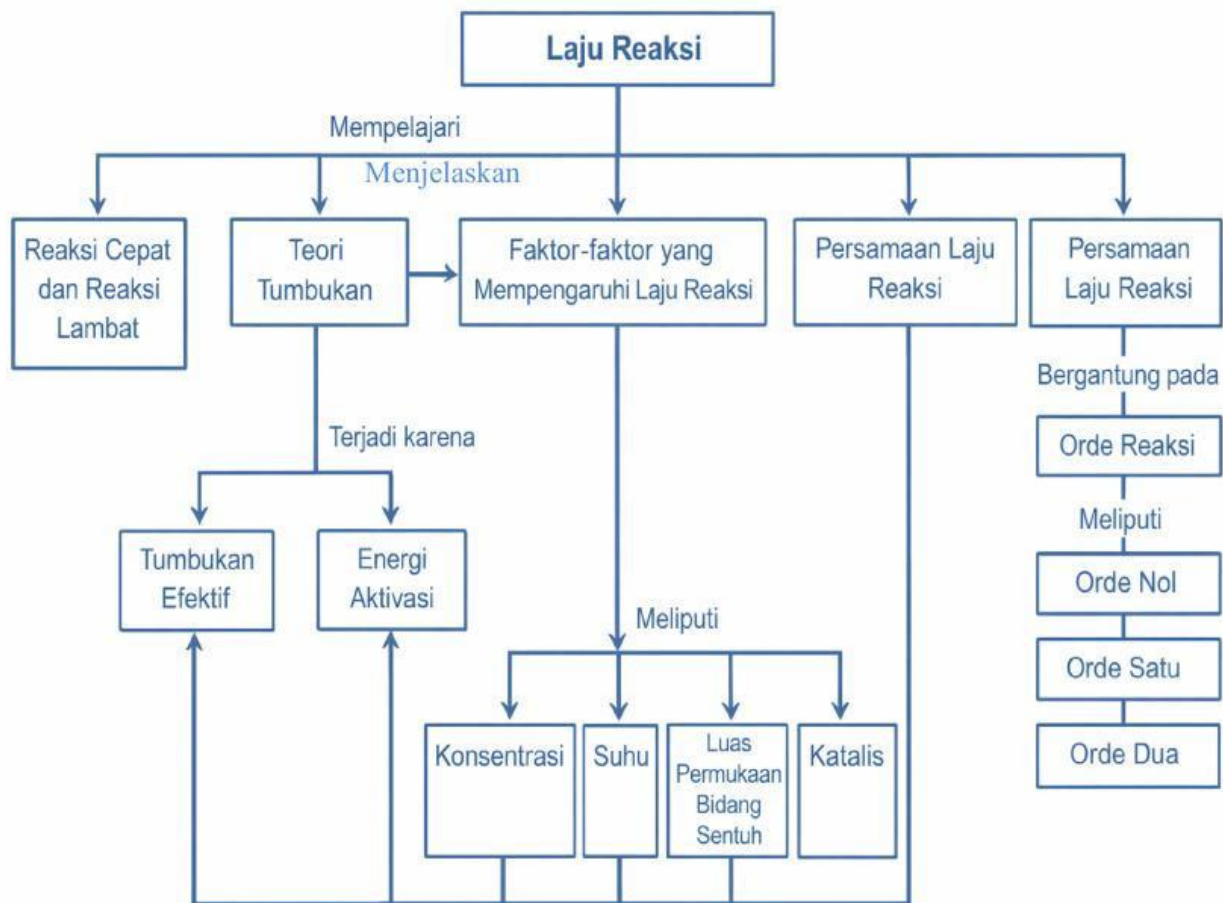 Laju Reaksi
Mempelajari
Menjelaskan
Reaksi Cepat
dan Reaksi
Lambat
Teori
Tumbukan
Faktor-faktor yang
Mempengaruhi Laju Reaksi
Persamaan Laju
Reaksi
Persamaan
Laju Reaksi
Bergantung pada
Orde Reaksi
Meliputi
Orde Nol
Orde Satu
Orde Dua
Terjadi karena
Tumbukan
Efektif
Energi
Aktivasi
Meliputi
Konsentrasi
Suhu
Luas
Permukaan
Bidang
Sentuh
Katalis